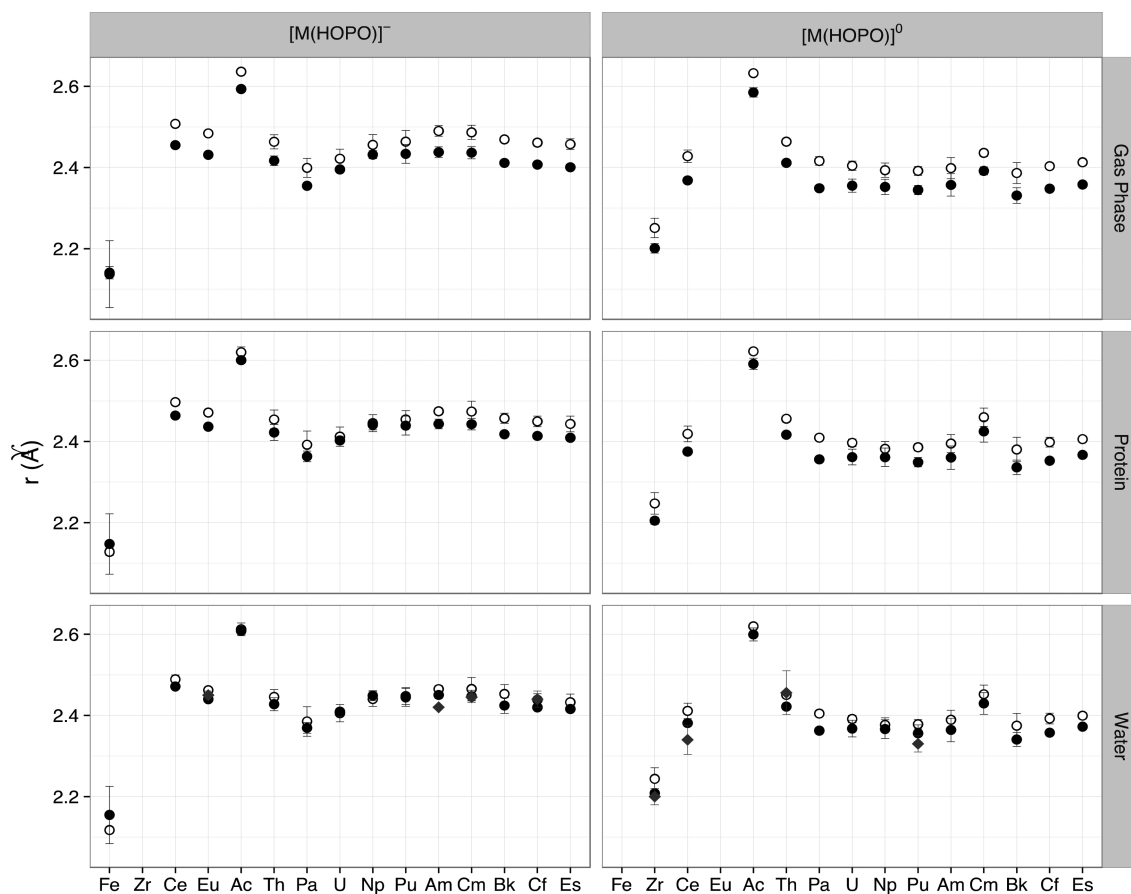 [M(HOPO)]⁻ [M(HOPO)]⁰
2.6
2.4
2.2
Gas Phase
2.6
2.4
2.2
Protein
r (Å)
2.6
2.4
2.2
Water
Fe Zr Ce Eu Ac Th Pa U Np Pu Am Cm Bk Cf Es Fe Zr Ce Eu Ac Th Pa U Np Pu Am Cm Bk Cf Es